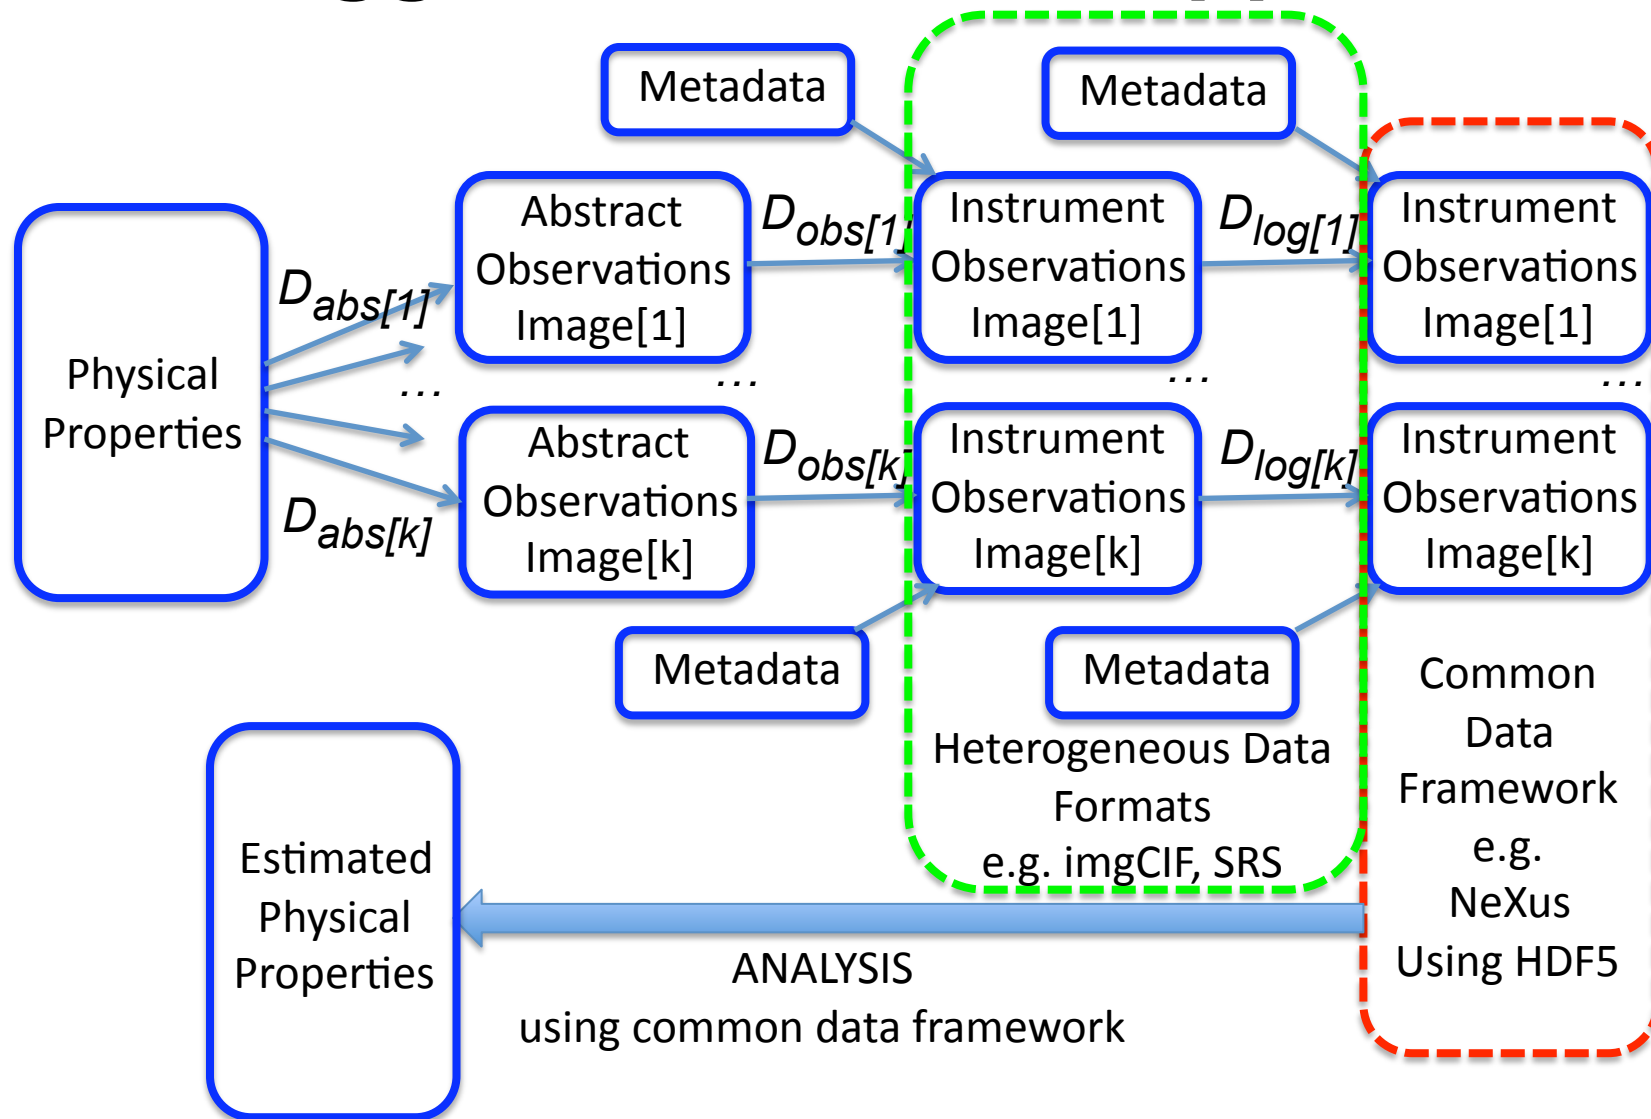 Metadata
Metadata
Abstract
Observations
Image[1]
D_obs[1]
Instrument
Observations
Image[1]
D_log[1]
Instrument
Observations
Image[1]
D_abs[1]
Physical
Properties
...
...
...
...
D_abs[k]
Abstract
Observations
Image[k]
D_obs[k]
Instrument
Observations
Image[k]
D_log[k]
Instrument
Observations
Image[k]
Metadata
Metadata
Heterogeneous Data
Formats
e.g. imgCIF, SRS
Common
Data
Framework
e.g.
NeXus
Using HDF5
Estimated
Physical
Properties
ANALYSIS
using common data framework